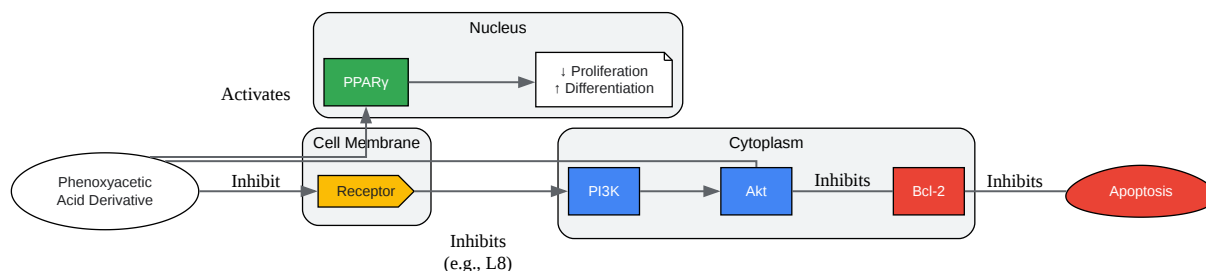 Nucleus
PPARγ
↓ Proliferation
↑ Differentiation
Activates
Cell Membrane
Cytoplasm
Phenoxyacetic
Acid Derivative
Inhibit
Receptor
PI3K
Akt
Inhibits
Bcl-2
Inhibits
Apoptosis
Inhibits
(e.g., L8)